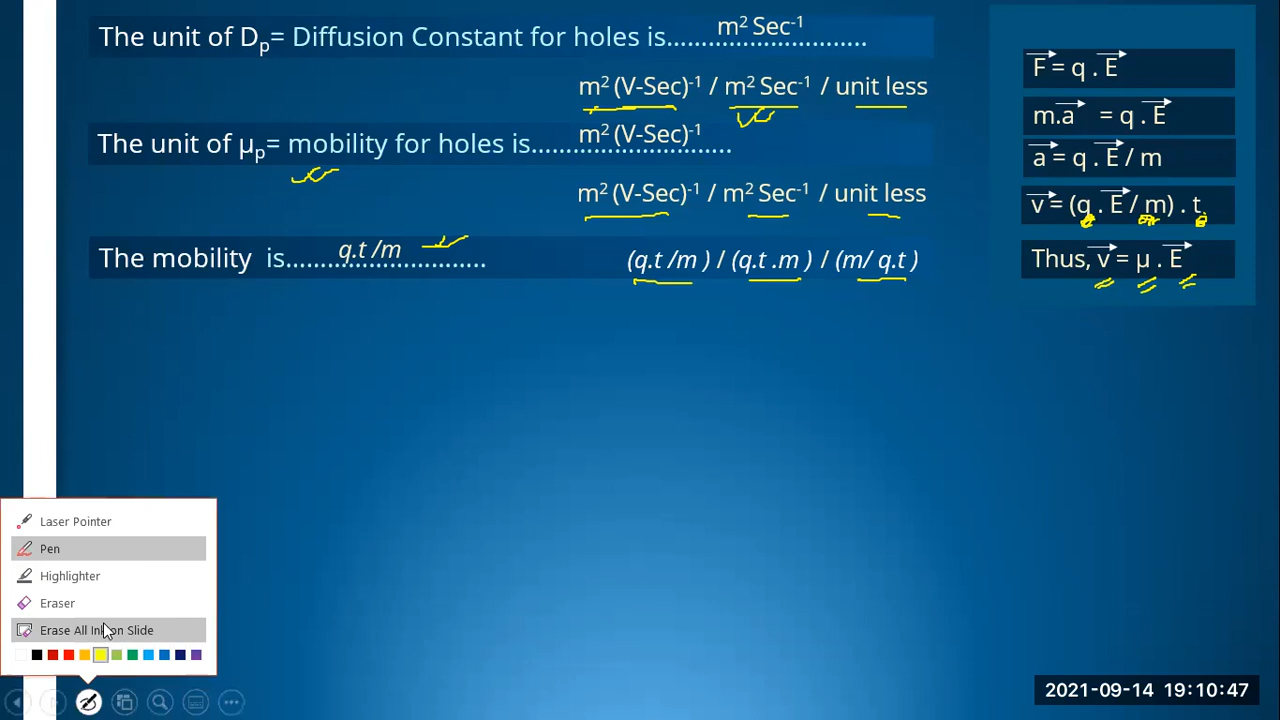 The unit of Dp= Diffusion Constant for holes is............................ m² Sec⁻¹
m² (V-Sec)⁻¹ / m² Sec⁻¹ / unit less
The unit of µp= mobility for holes is............................ m² (V-Sec)⁻¹
m² (V-Sec)⁻¹ / m² Sec⁻¹ / unit less
The mobility is............................ q.t /m
(q.t /m ) / (q.t .m ) / (m/ q.t )
F = q . E
m.a = q . E
a = q . E / m
v = (q . E / m) . t
Thus, v = µ . E
Laser Pointer
Pen
Highlighter
Eraser
Erase All Ink on Slide
2021-09-14 19:10:47